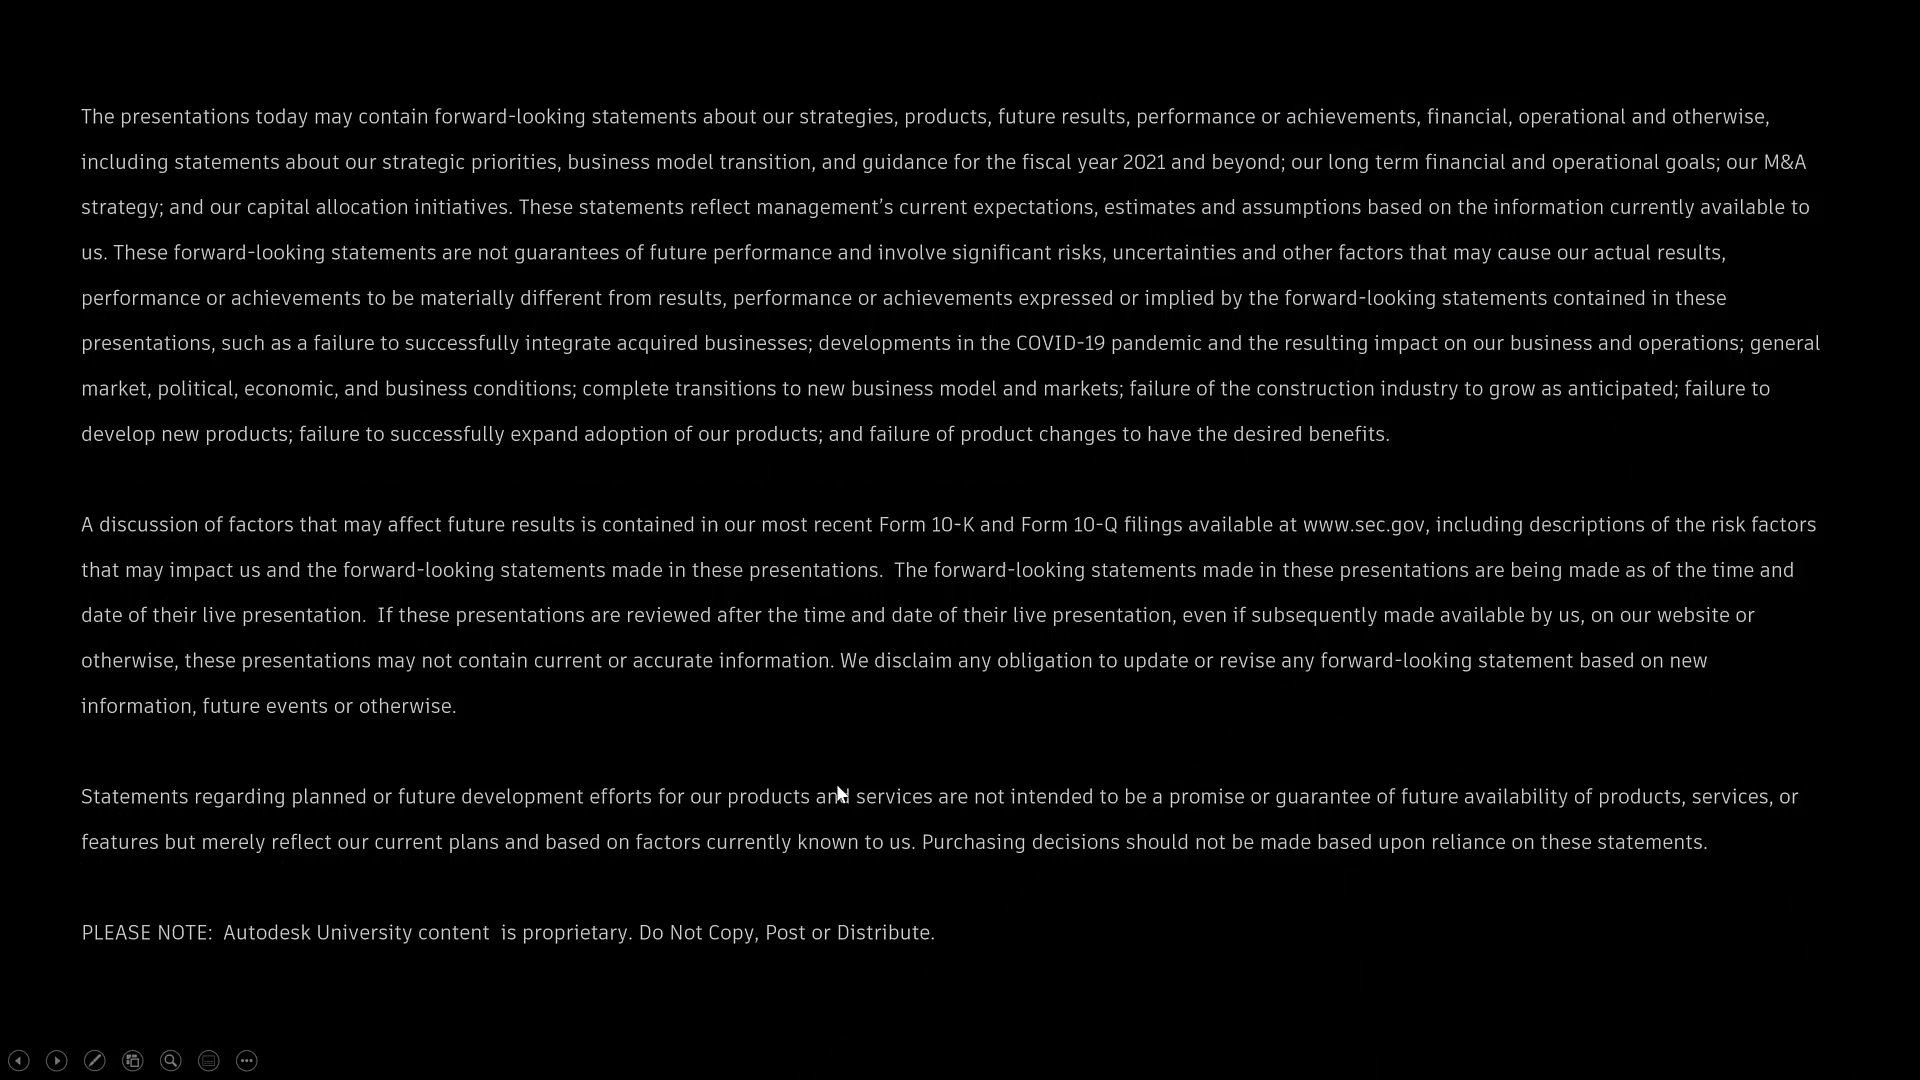 The presentations today may contain forward-looking statements about our strategies, products, future results, performance or achievements, financial, operational and otherwise,
including statements about our strategic priorities, business model transition, and guidance for the fiscal year 2021 and beyond; our long term financial and operational goals; our M&A
strategy; and our capital allocation initiatives. These statements reflect management’s current expectations, estimates and assumptions based on the information currently available to
us. These forward-looking statements are not guarantees of future performance and involve significant risks, uncertainties and other factors that may cause our actual results,
performance or achievements to be materially different from results, performance or achievements expressed or implied by the forward-looking statements contained in these
presentations, such as a failure to successfully integrate acquired businesses; developments in the COVID-19 pandemic and the resulting impact on our business and operations; general
market, political, economic, and business conditions; complete transitions to new business model and markets; failure of the construction industry to grow as anticipated; failure to
develop new products; failure to successfully expand adoption of our products; and failure of product changes to have the desired benefits.
A discussion of factors that may affect future results is contained in our most recent Form 10-K and Form 10-Q filings available at www.sec.gov, including descriptions of the risk factors
that may impact us and the forward-looking statements made in these presentations.  The forward-looking statements made in these presentations are being made as of the time and
date of their live presentation.  If these presentations are reviewed after the time and date of their live presentation, even if subsequently made available by us, on our website or
otherwise, these presentations may not contain current or accurate information. We disclaim any obligation to update or revise any forward-looking statement based on new
information, future events or otherwise.
Statements regarding planned or future development efforts for our products and services are not intended to be a promise or guarantee of future availability of products, services, or
features but merely reflect our current plans and based on factors currently known to us. Purchasing decisions should not be made based upon reliance on these statements.
PLEASE NOTE:  Autodesk University content  is proprietary. Do Not Copy, Post or Distribute.